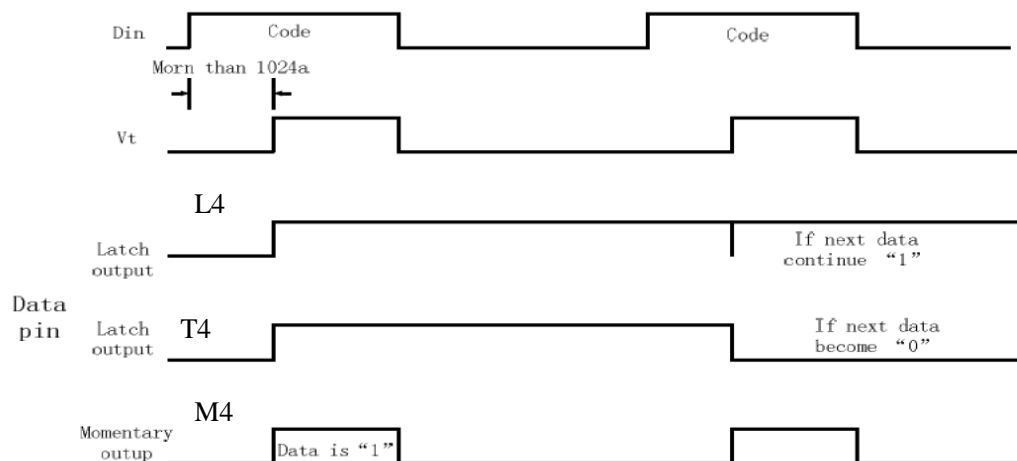 Din
Code
Code
Morn than 1024a
Vt
L4
Latch
output
If next data
continue “1”
Data
pin
T4
Latch
output
If next data
become “0”
M4
Momentary
outup
Data is “1”